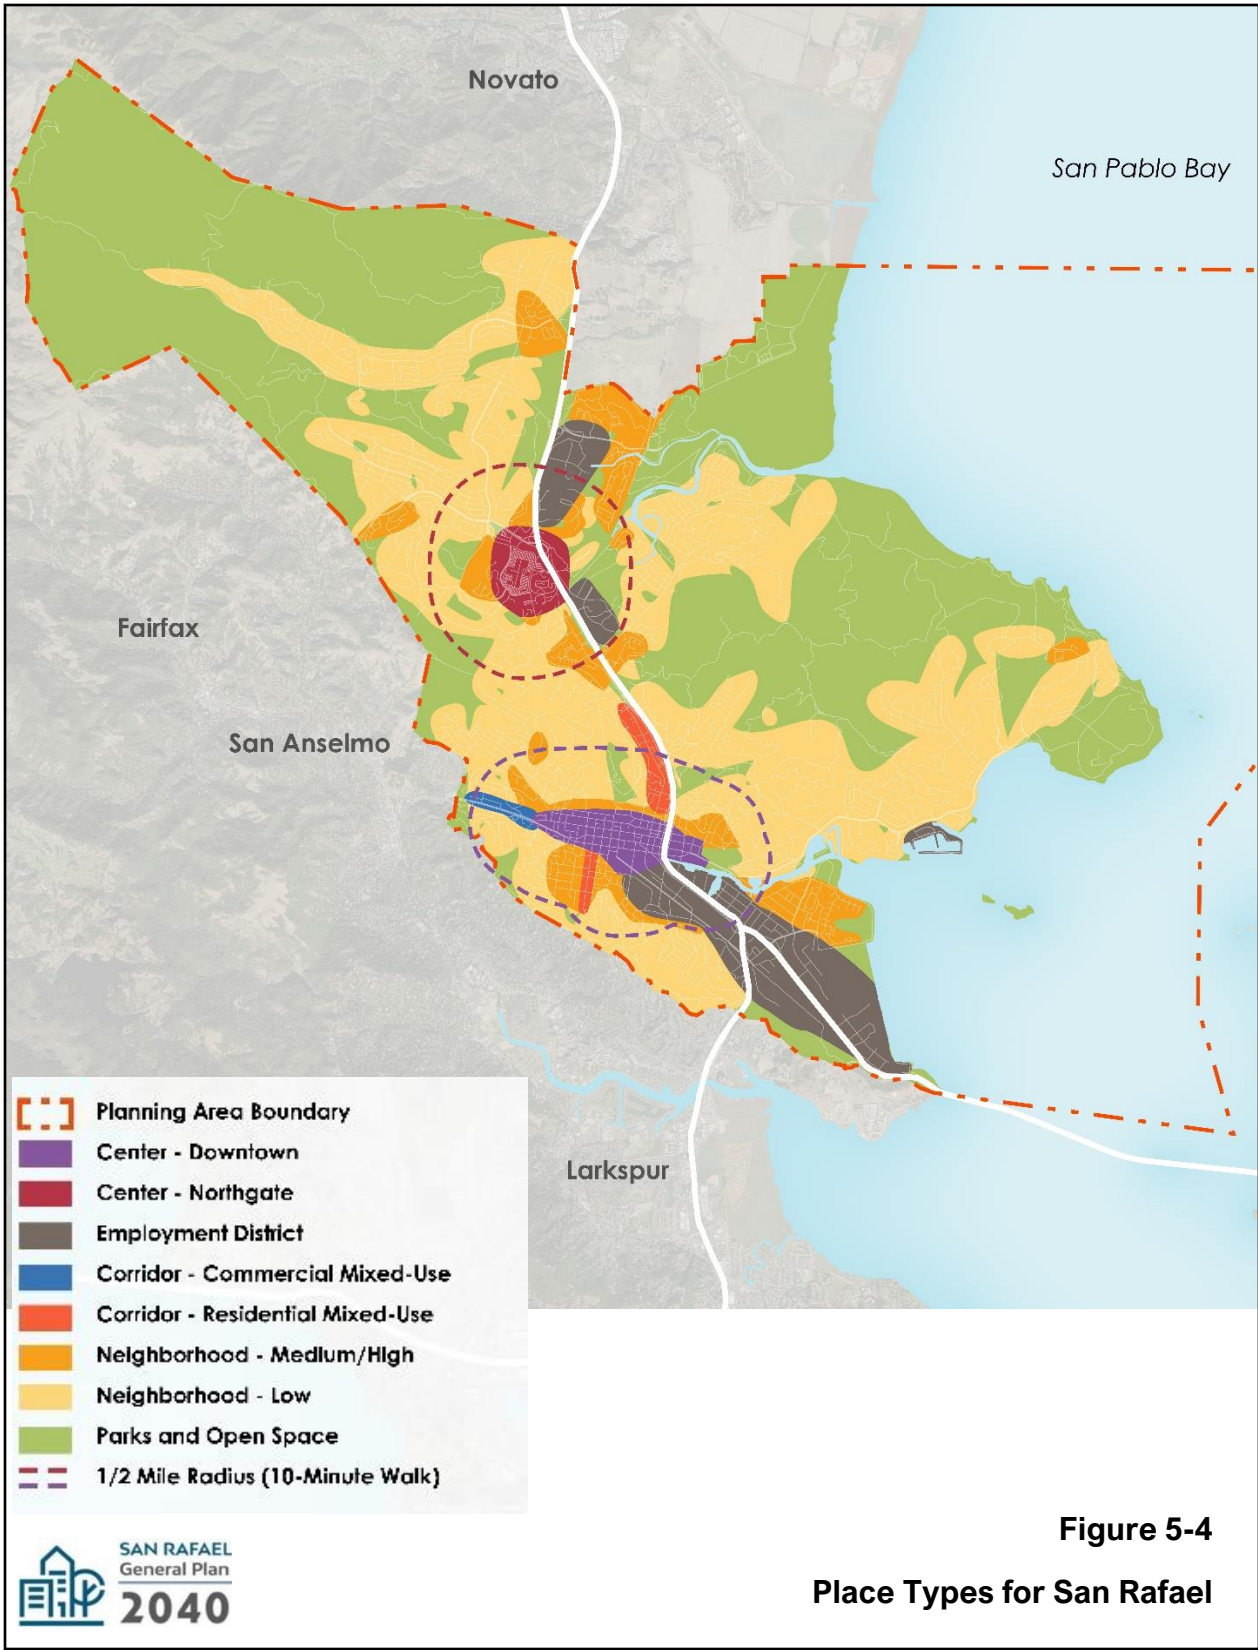 Novato
San Pablo Bay
Fairfax
San Anselmo
Larkspur
Planning Area Boundary
Center - Downtown
Center - Northgate
Employment District
Corridor - Commercial Mixed-Use
Corridor - Residential Mixed-Use
Neighborhood - Medium/High
Neighborhood - Low
Parks and Open Space
1/2 Mile Radius (10-Minute Walk)
SAN RAFAEL
General Plan
2040
Figure 5-4
Place Types for San Rafael